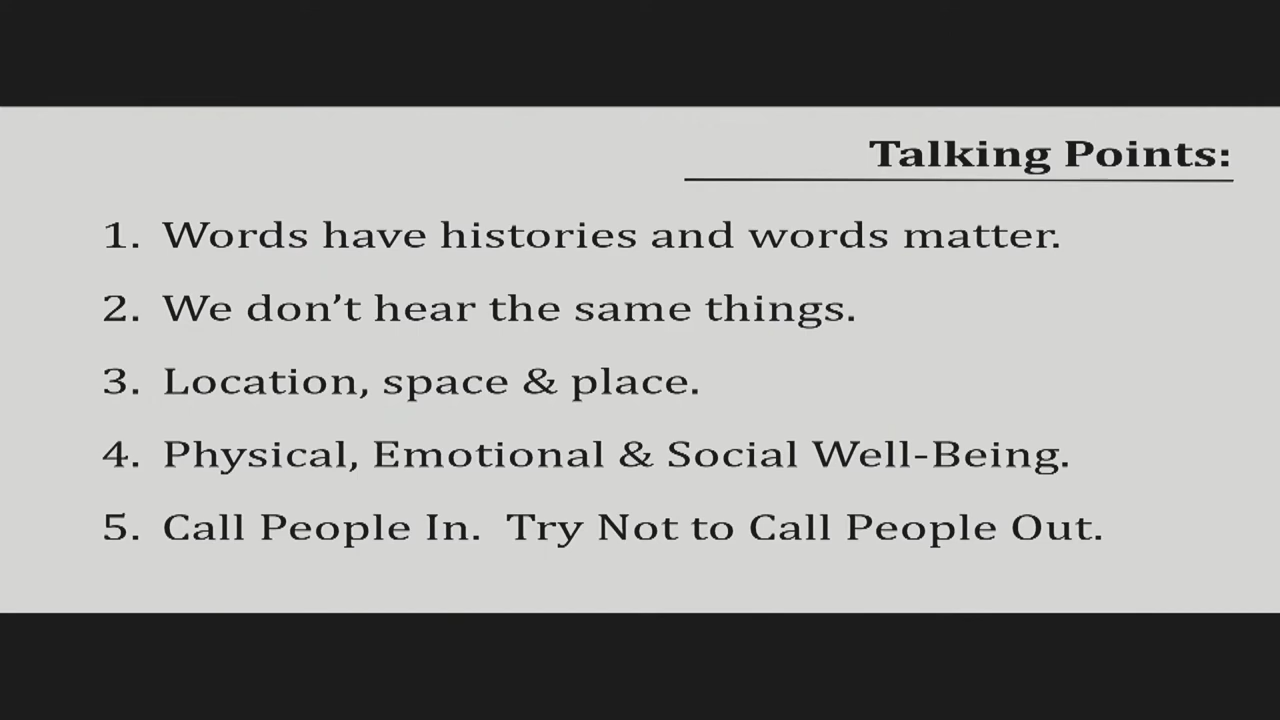 Talking Points:
1. Words have histories and words matter.
2. We don’t hear the same things.
3. Location, space & place.
4. Physical, Emotional & Social Well-Being.
5. Call People In.  Try Not to Call People Out.